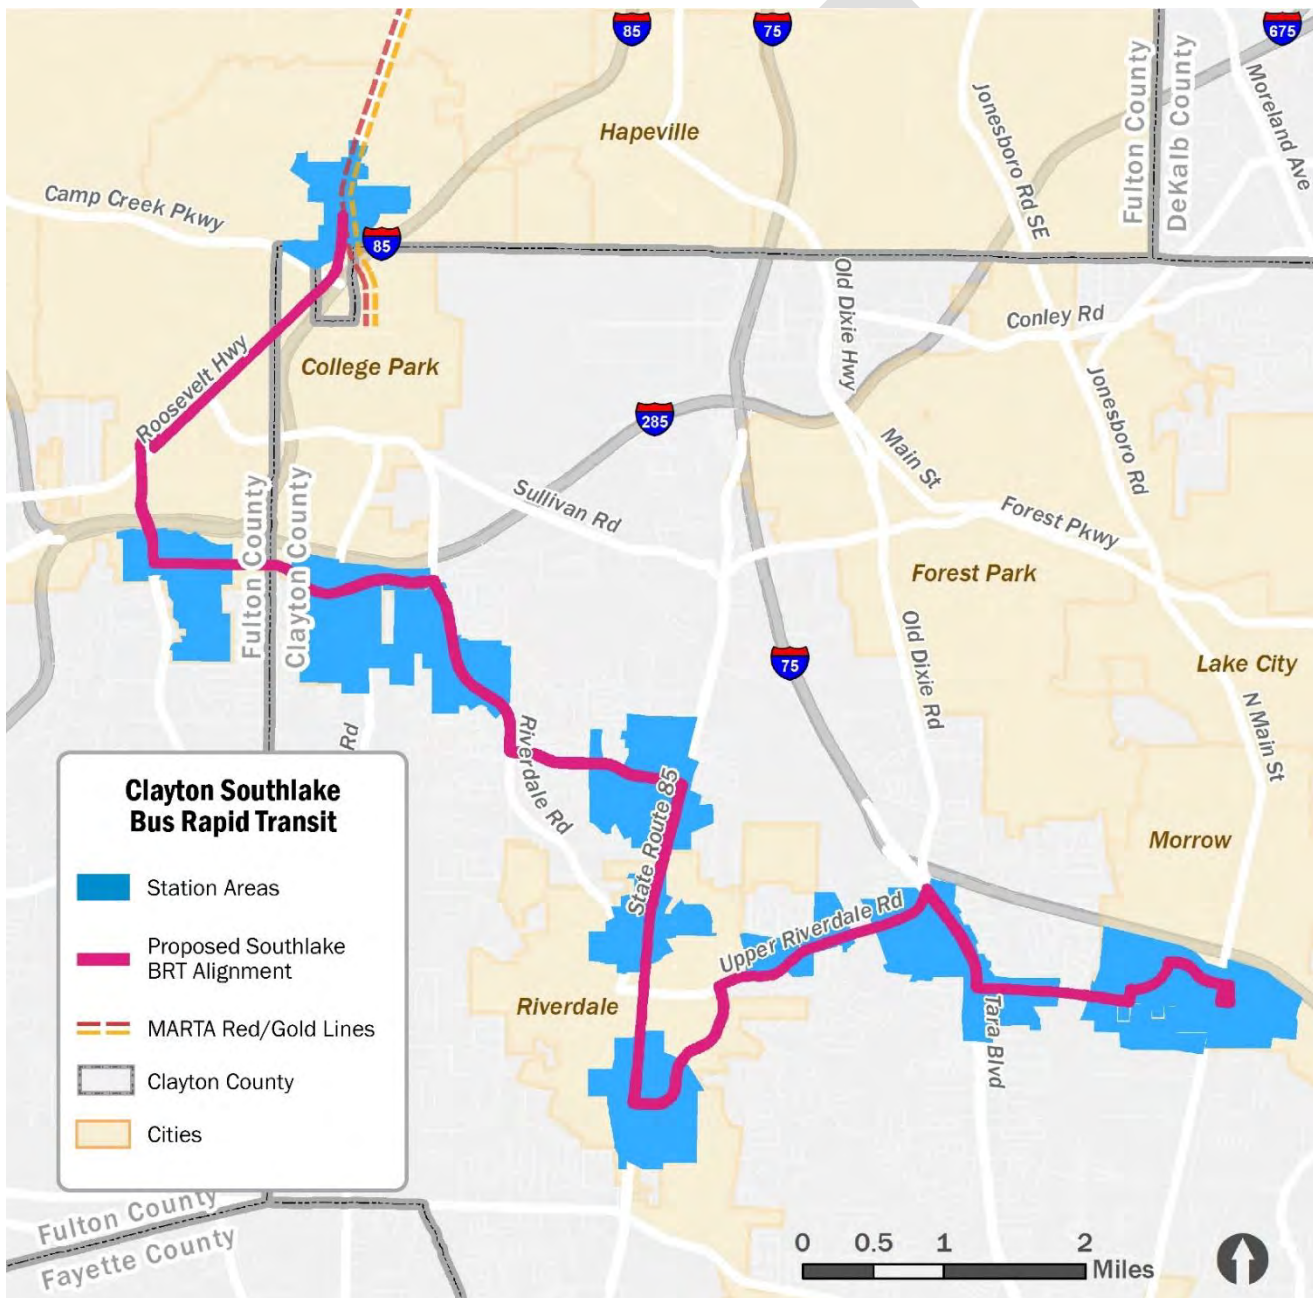 85
75
675
Hapeville
Jonesboro Rd SE
Fulton County
DeKalb County
Moreland Ave
Camp Creek Pkwy
85
Old Dixie Hwy
Conley Rd
College Park
Roosevelt Hwy
285
Jonesboro Rd
Main St
Sullivan Rd
Forest Pkwy
Fulton County
Clayton County
Forest Park
Old Dixie Rd
75
Lake City
N Main St
Rd
Riverdale Rd
State Route 85
Morrow
Upper Riverdale Rd
Riverdale
Tara Blvd
Clayton Southlake
Bus Rapid Transit
Station Areas
Proposed Southlake
BRT Alignment
MARTA Red/Gold Lines
Clayton County
Cities
Fulton County
Fayette County
0 0.5 1 2
Miles